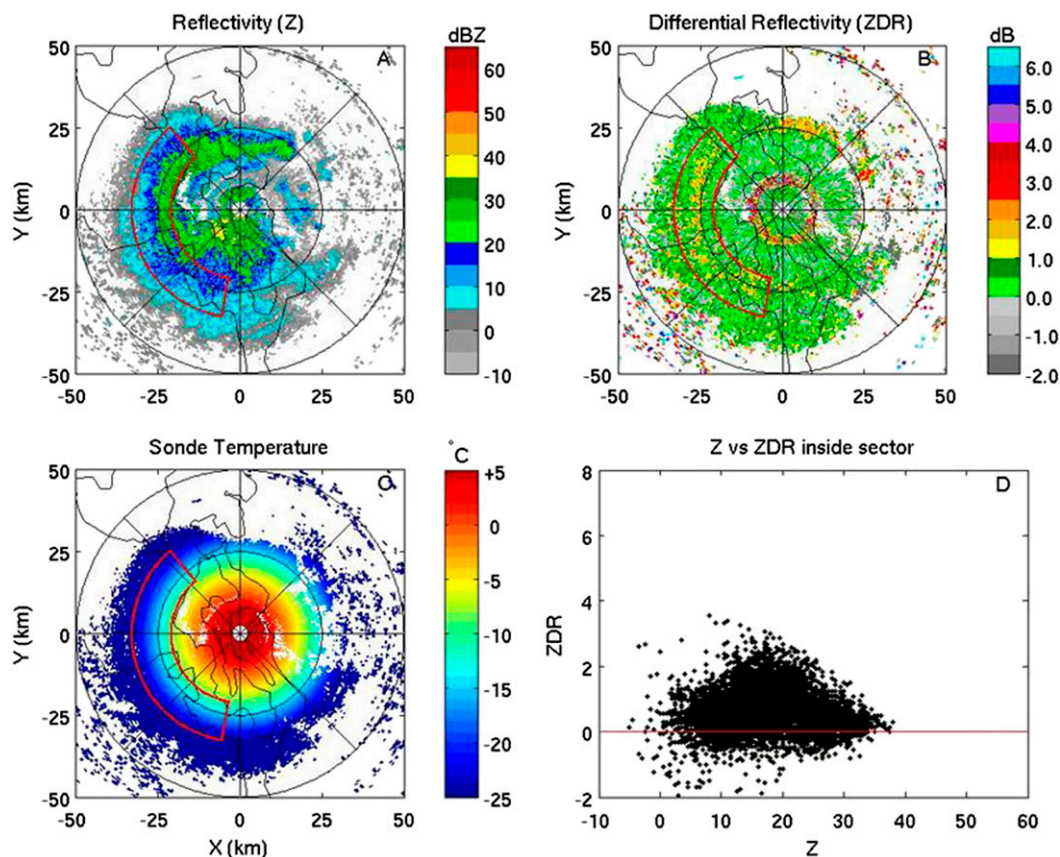 Reflectivity (Z)
A
dBZ
50
25
0
-25
-50
Y (km)
-50 -25 0 25 50
60
50
40
30
20
10
0
-10
Differential Reflectivity (ZDR)
B
dB
50
25
0
-25
-50
Y (km)
-50 -25 0 25 50
6.0
5.0
4.0
3.0
2.0
1.0
0.0
-1.0
-2.0
Sonde Temperature
C
°C
50
25
0
-25
-50
Y (km)
-50 -25 0 25 50
X (km)
+5
0
-5
-10
-15
-20
-25
Z vs ZDR inside sector
D
8
6
4
2
0
-2
ZDR
-10 0 10 20 30 40 50 60
Z